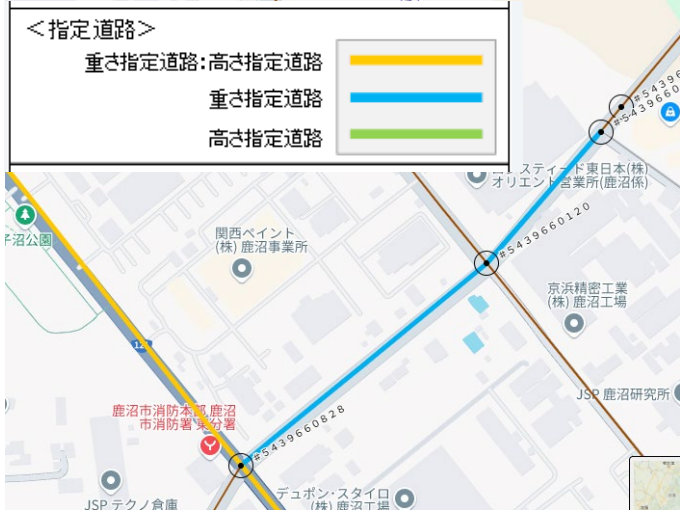 <指定道路>
重さ指定道路:高さ指定道路
重さ指定道路
高さ指定道路
#543966
#5439660
スティード東日本(株)
オリエント営業所(鹿沼係)
#5439660120
子沼公園
関西ペイント
(株) 鹿沼事業所
京浜精密工業
(株) 鹿沼工場
JSP 鹿沼研究所
鹿沼市消防本部 鹿沼
市消防署 東分署
#5439660828
JSP テクノ倉庫
デュポン・スタイロ
(株) 鹿沼工場